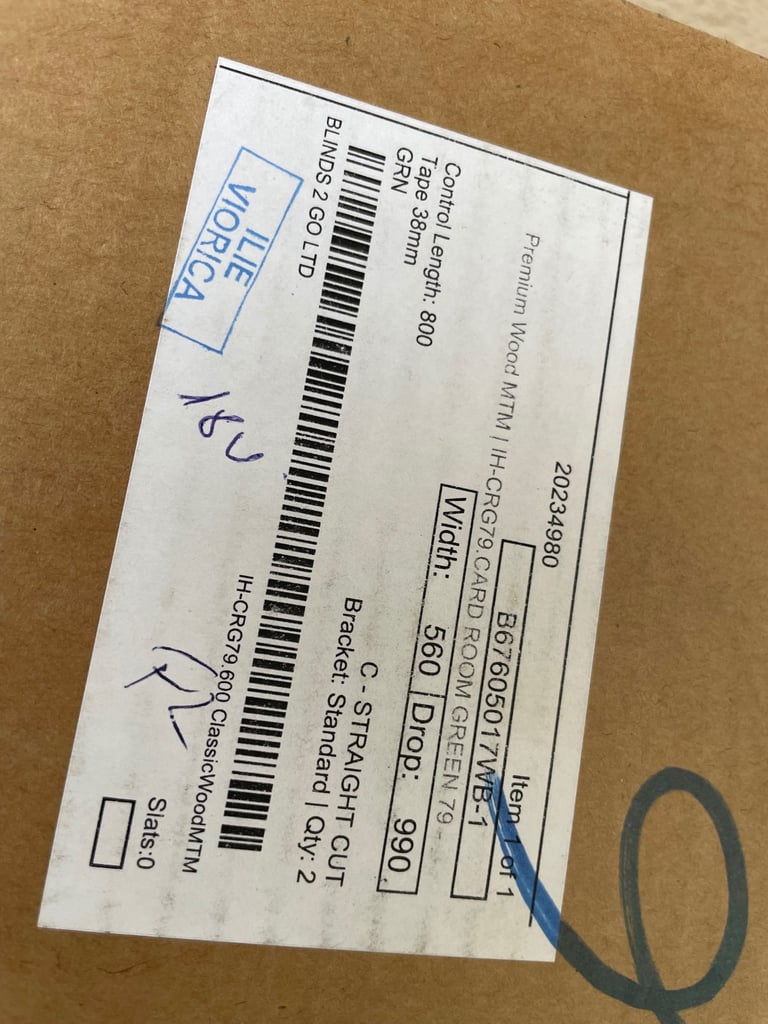 20234980
Item 1 of 1
B67605017WB-1
Premium Wood MTM | IH-CRG79.CARD ROOM GREEN 79 -
Width: 560 Drop: 990
Control Length: 800
Tape 38mm
GRN
C - STRAIGHT CUT
Bracket: Standard | Qty: 2
BLINDS 2 GO LTD
IH-CRG79.600 ClassicWoodMTM
ILIE
VIORICA
Slats:0